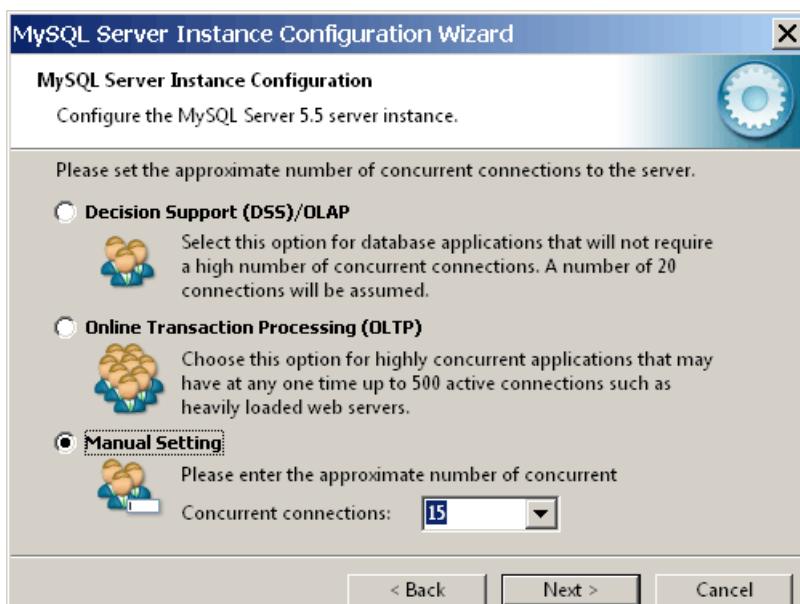 MySQL Server Instance Configuration Wizard
MySQL Server Instance Configuration
Configure the MySQL Server 5.5 server instance.
Please set the approximate number of concurrent connections to the server.
Decision Support (DSS)/OLAP
Select this option for database applications that will not require
a high number of concurrent connections. A number of 20
connections will be assumed.
Online Transaction Processing (OLTP)
Choose this option for highly concurrent applications that may
have at any one time up to 500 active connections such as
heavily loaded web servers.
Manual Setting
Please enter the approximate number of concurrent
Concurrent connections: 15
< Back Next > Cancel